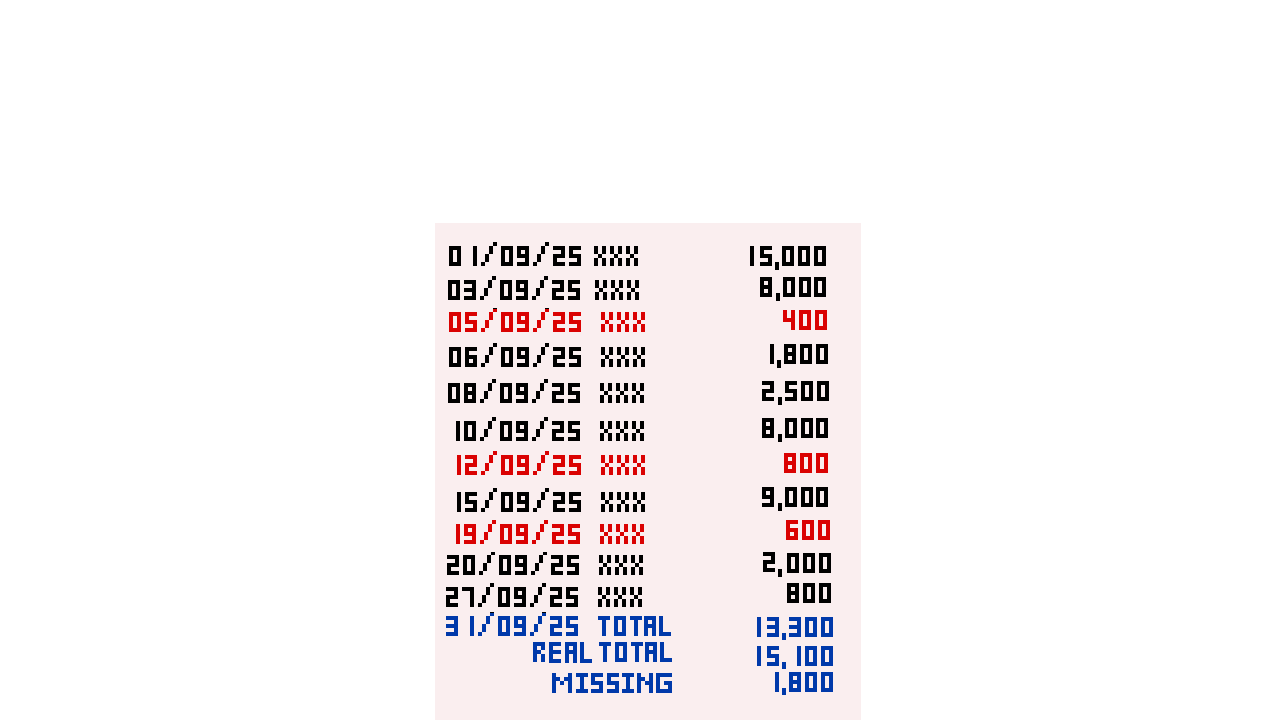 01/09/25 XXX 15,000
03/09/25 XXX 8,000
05/09/25 XXX 400
06/09/25 XXX 1,800
08/09/25 XXX 2,500
10/09/25 XXX 8,000
12/09/25 XXX 800
15/09/25 XXX 9,000
19/09/25 XXX 600
20/09/25 XXX 2,000
27/09/25 XXX 800
31/09/25 TOTAL 13,300
REAL TOTAL 15,100
MISSING 1,800